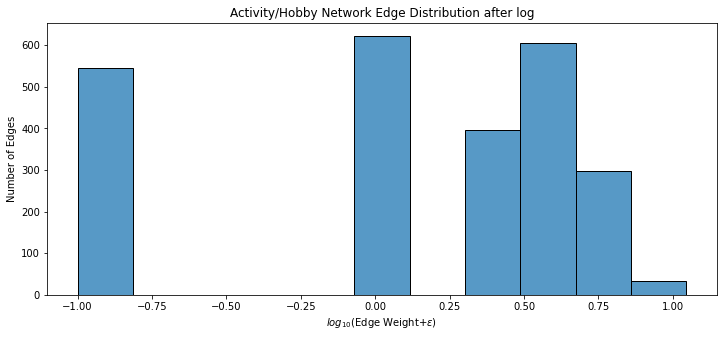 Activity/Hobby Network Edge Distribution after log
Number of Edges
600
500
400
300
200
100
0
−1.00 −0.75 −0.50 −0.25 0.00 0.25 0.50 0.75 1.00
log₁₀(Edge Weight+ε)